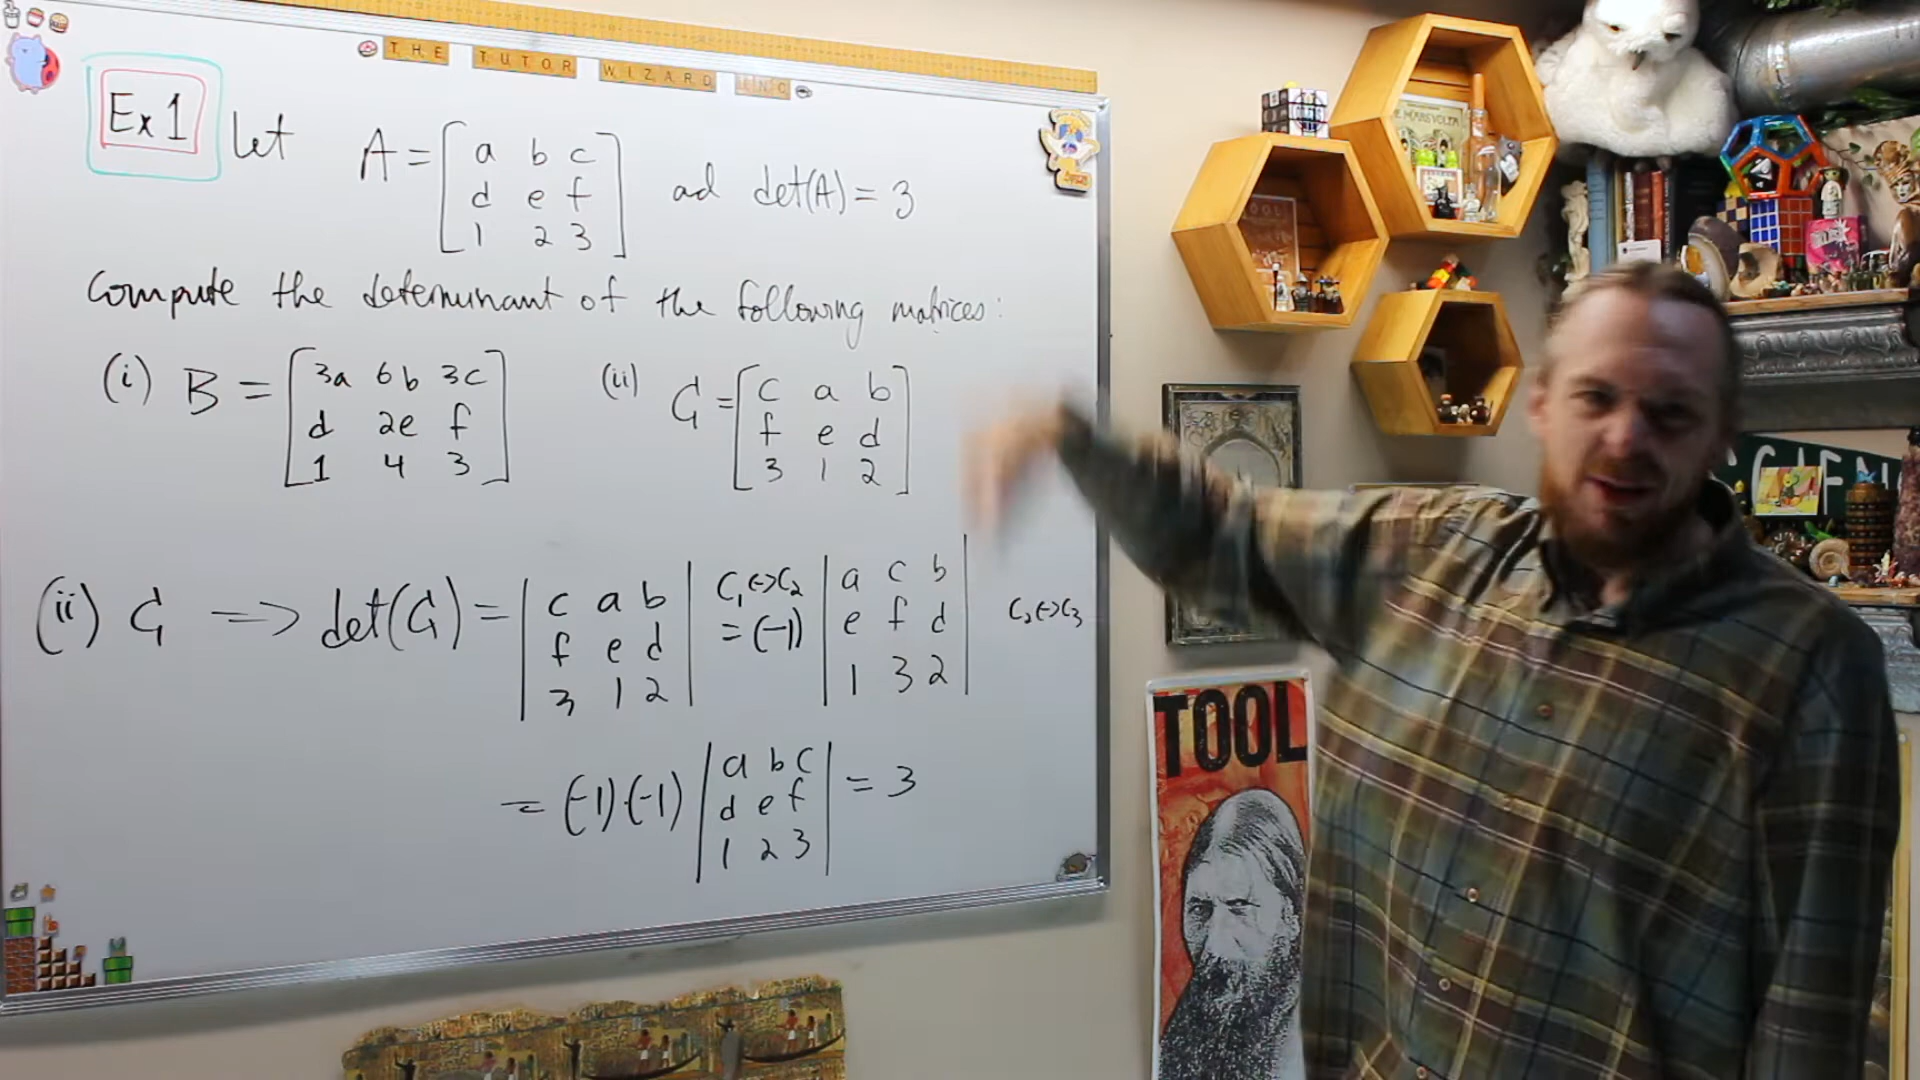 THE TUTOR WIZARD INC
Ex 1 Let A = [a b c
d e f
1 2 3] ad det(A) = 3
Compute the determinant of the following matrices:
(i) B = [3a 6b 3c
d 2e f
1 4 3]
(ii) G = [c a b
f e d
3 1 2]
(ii) G => det(G) = |c a b
f e d
3 1 2| C₁↔C₂ = (-1) |a c b
e f d
1 3 2| C₂↔C₃
= (-1)(-1) |a b c
d e f
1 2 3| = 3
TOOL